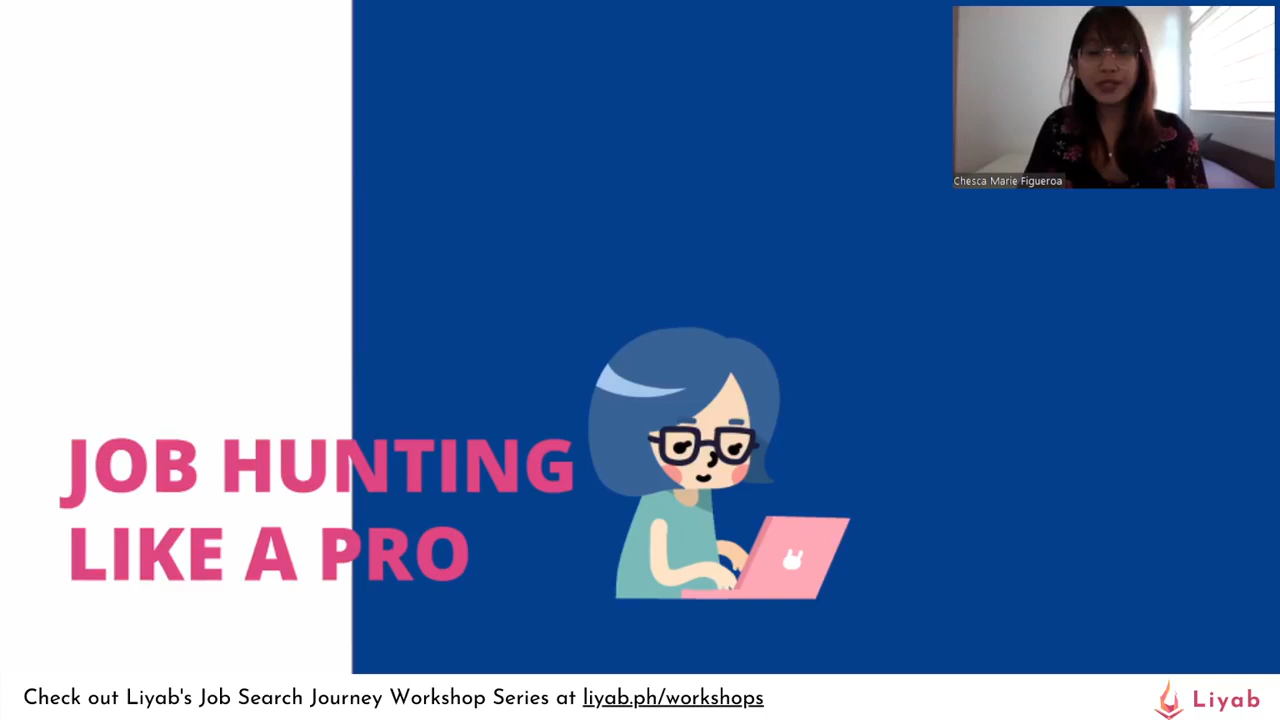 Chesca Marie Figueroa
JOB HUNTING
LIKE A PRO
Check out Liyab's Job Search Journey Workshop Series at liyab.ph/workshops
Liyab